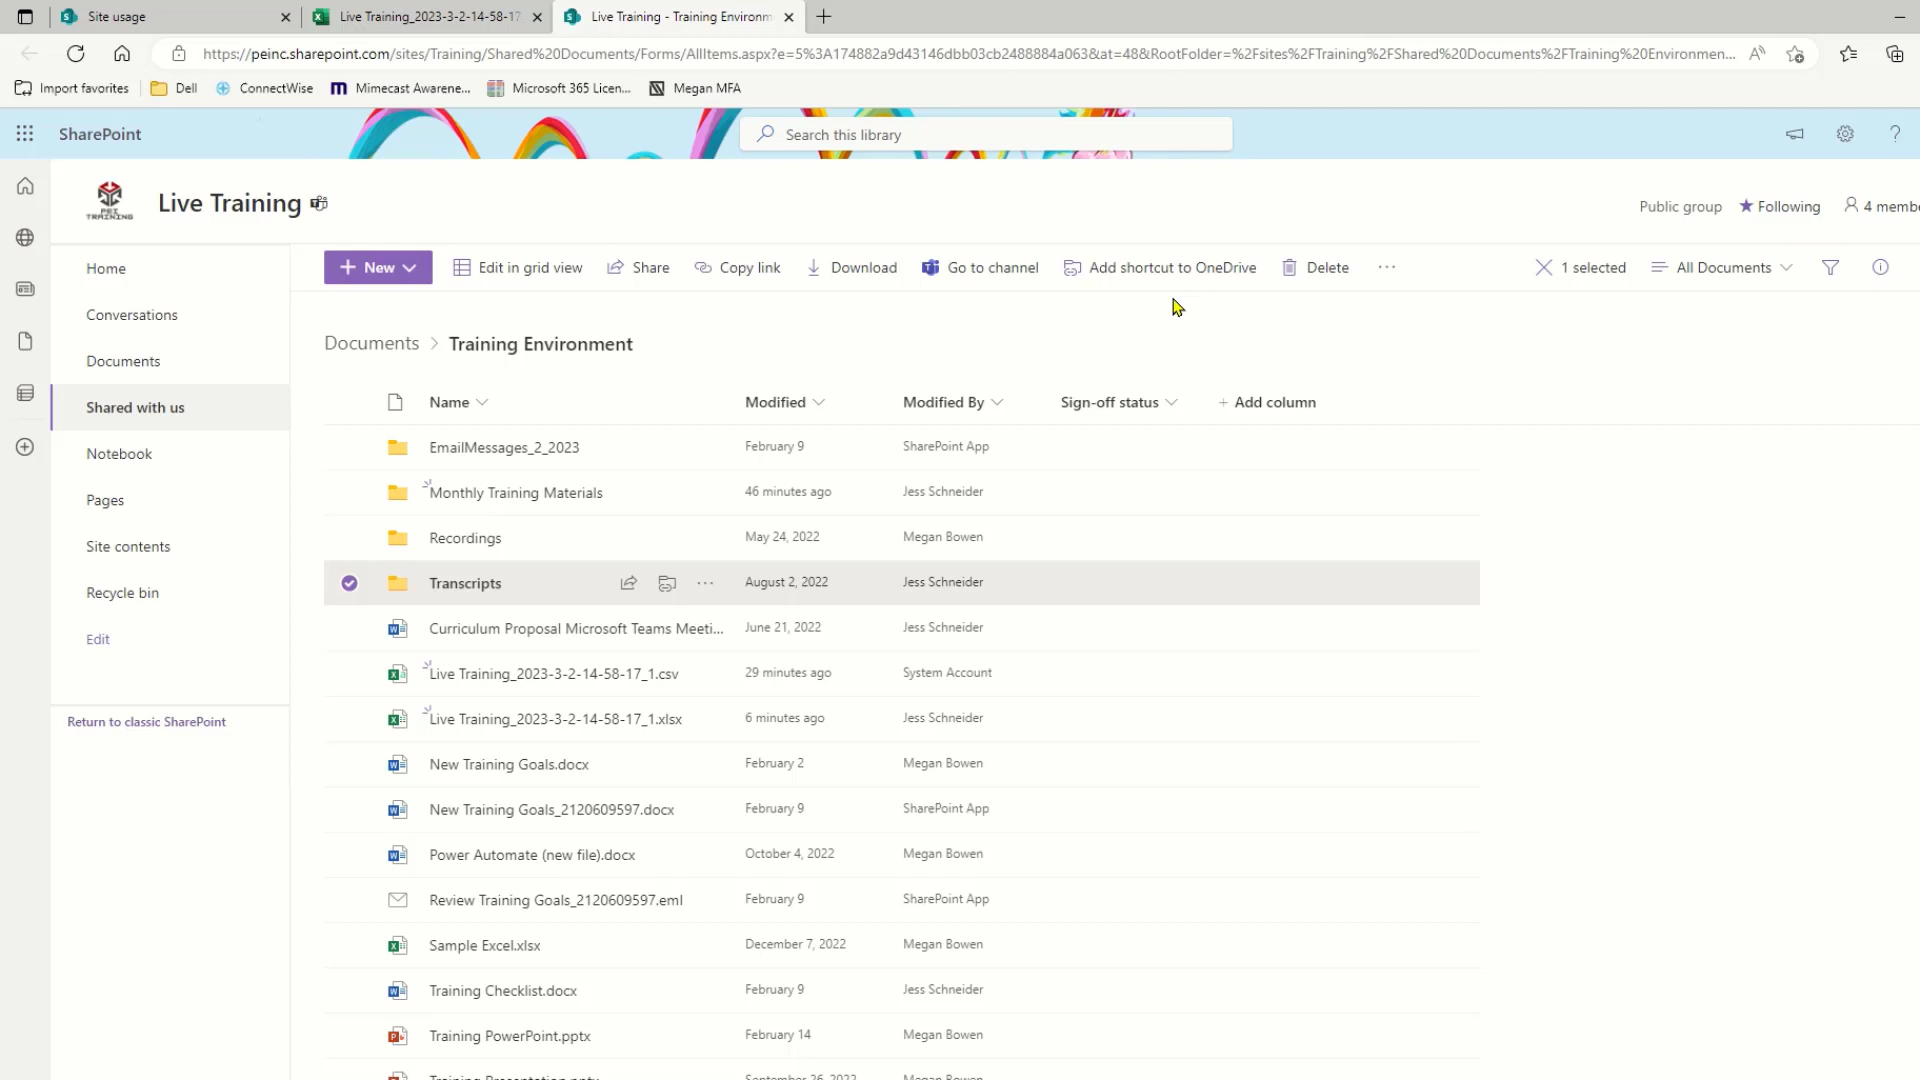 Site usage
Live Training_2023-3-2-14-58-17
Live Training - Training Environm
https://peinc.sharepoint.com/sites/Training/Shared%20Documents/Forms/AllItems.aspx?e=5%3A174882a9d43146dbb03cb2488884a063&at=48&RootFolder=%2Fsites%2FTraining%2FShared%20Documents%2FTraining%20Environmen...
Import favorites
Dell
ConnectWise
Mimecast Awarene...
Microsoft 365 Licen...
Megan MFA
SharePoint
Search this library
PEI TRAINING
Live Training
Public group
Following
4 membe
Home
Conversations
Documents
Shared with us
Notebook
Pages
Site contents
Recycle bin
Edit
Return to classic SharePoint
New
Edit in grid view
Share
Copy link
Download
Go to channel
Add shortcut to OneDrive
Delete
1 selected
All Documents
Documents > Training Environment
Name Modified Modified By Sign-off status + Add column
EmailMessages_2_2023 February 9 SharePoint App
Monthly Training Materials 46 minutes ago Jess Schneider
Recordings May 24, 2022 Megan Bowen
Transcripts August 2, 2022 Jess Schneider
Curriculum Proposal Microsoft Teams Meeti... June 21, 2022 Jess Schneider
Live Training_2023-3-2-14-58-17_1.csv 29 minutes ago System Account
Live Training_2023-3-2-14-58-17_1.xlsx 6 minutes ago Jess Schneider
New Training Goals.docx February 2 Megan Bowen
New Training Goals_2120609597.docx February 9 SharePoint App
Power Automate (new file).docx October 4, 2022 Megan Bowen
Review Training Goals_2120609597.eml February 9 SharePoint App
Sample Excel.xlsx December 7, 2022 Megan Bowen
Training Checklist.docx February 9 Jess Schneider
Training PowerPoint.pptx February 14 Megan Bowen
Training Presentation.pptx September 26, 2022 Megan Bowen